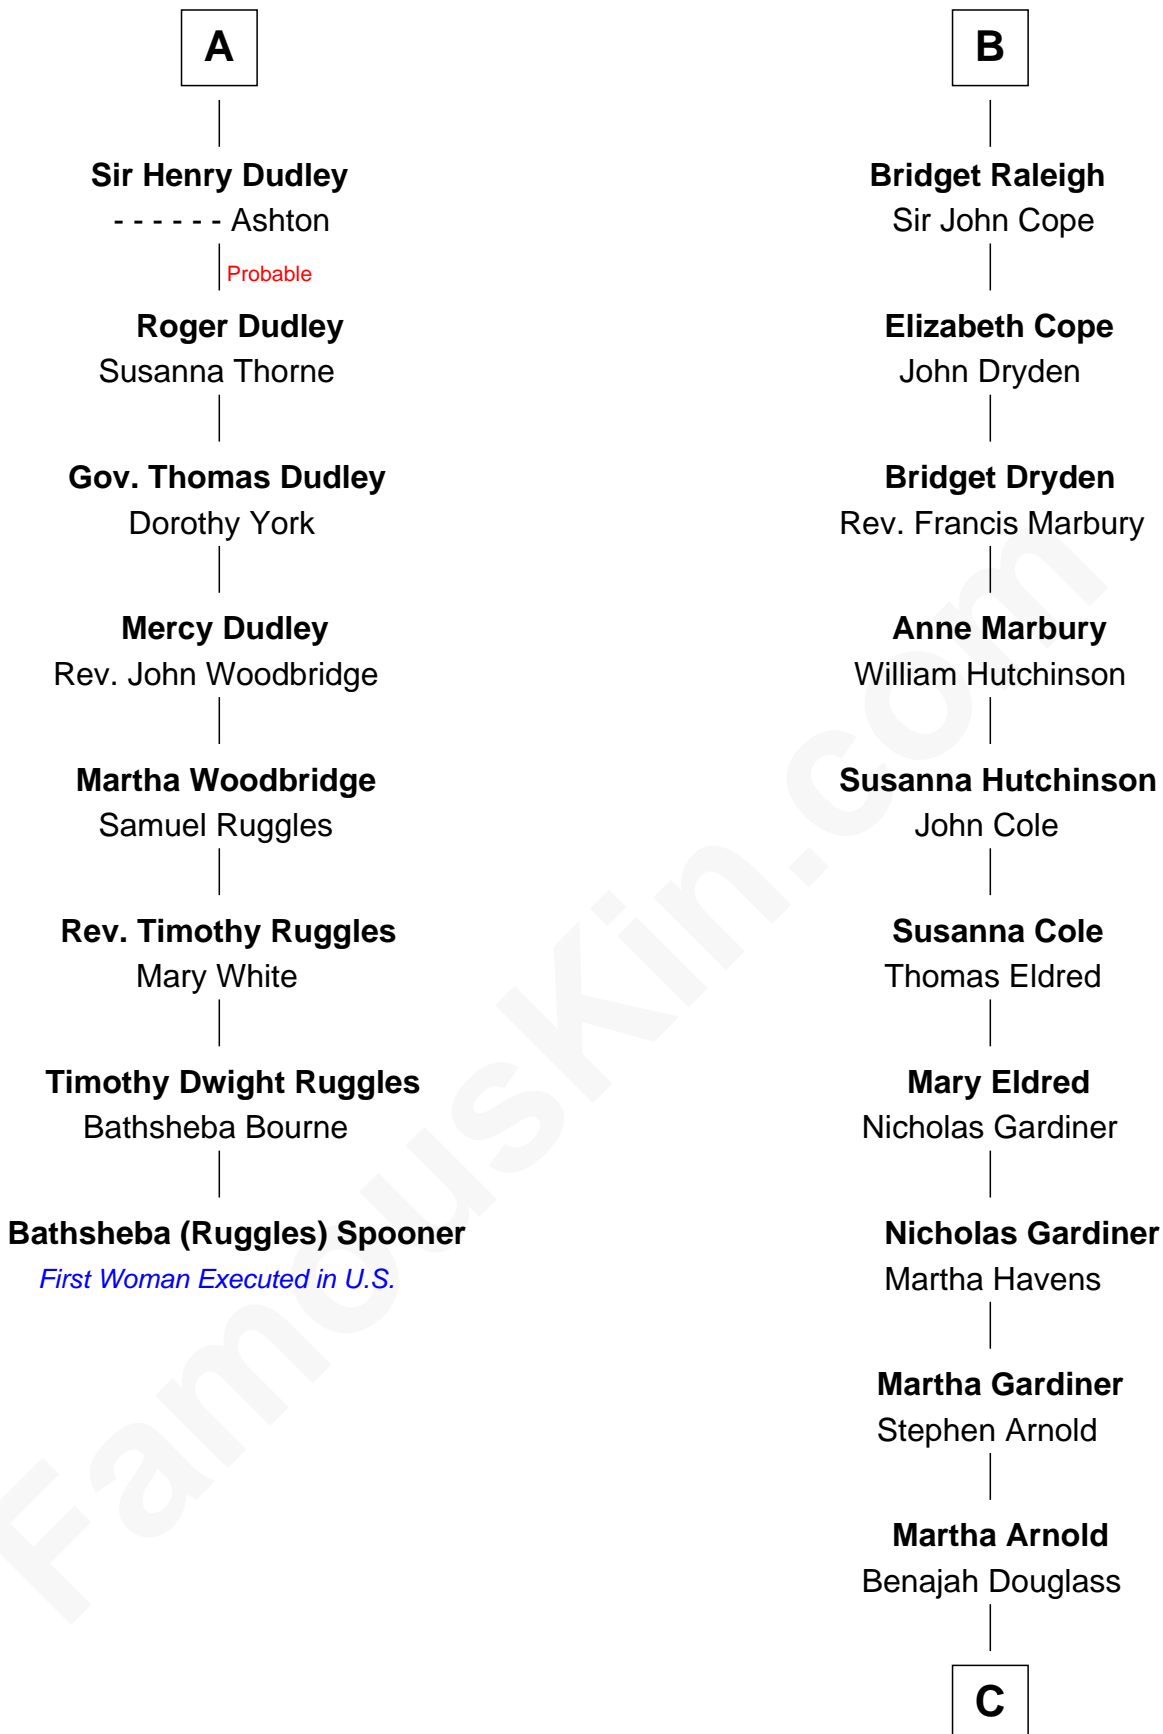 A
Sir Henry Dudley
- - - - - - Ashton
Probable
Roger Dudley
Susanna Thorne
Gov. Thomas Dudley
Dorothy York
Mercy Dudley
Rev. John Woodbridge
Martha Woodbridge
Samuel Ruggles
Rev. Timothy Ruggles
Mary White
Timothy Dwight Ruggles
Bathsheba Bourne
Bathsheba (Ruggles) Spooner
First Woman Executed in U.S.
B
Bridget Raleigh
Sir John Cope
Elizabeth Cope
John Dryden
Bridget Dryden
Rev. Francis Marbury
Anne Marbury
William Hutchinson
Susanna Hutchinson
John Cole
Susanna Cole
Thomas Eldred
Mary Eldred
Nicholas Gardiner
Nicholas Gardiner
Martha Havens
Martha Gardiner
Stephen Arnold
Martha Arnold
Benajah Douglass
C
FamousKin.com